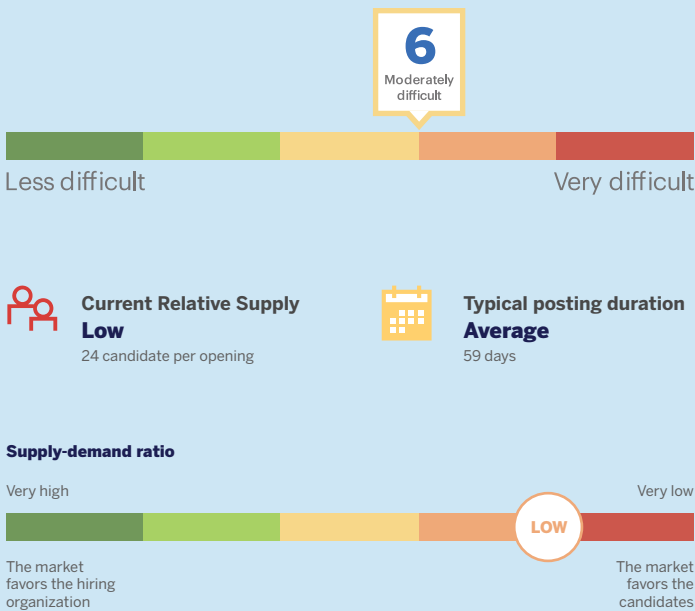 6
Moderately
difficult
Less difficult
Very difficult
Current Relative Supply
Low
24 candidate per opening
Typical posting duration
Average
59 days
Supply-demand ratio
Very high
Very low
LOW
The market
favors the hiring
organization
The market
favors the
candidates